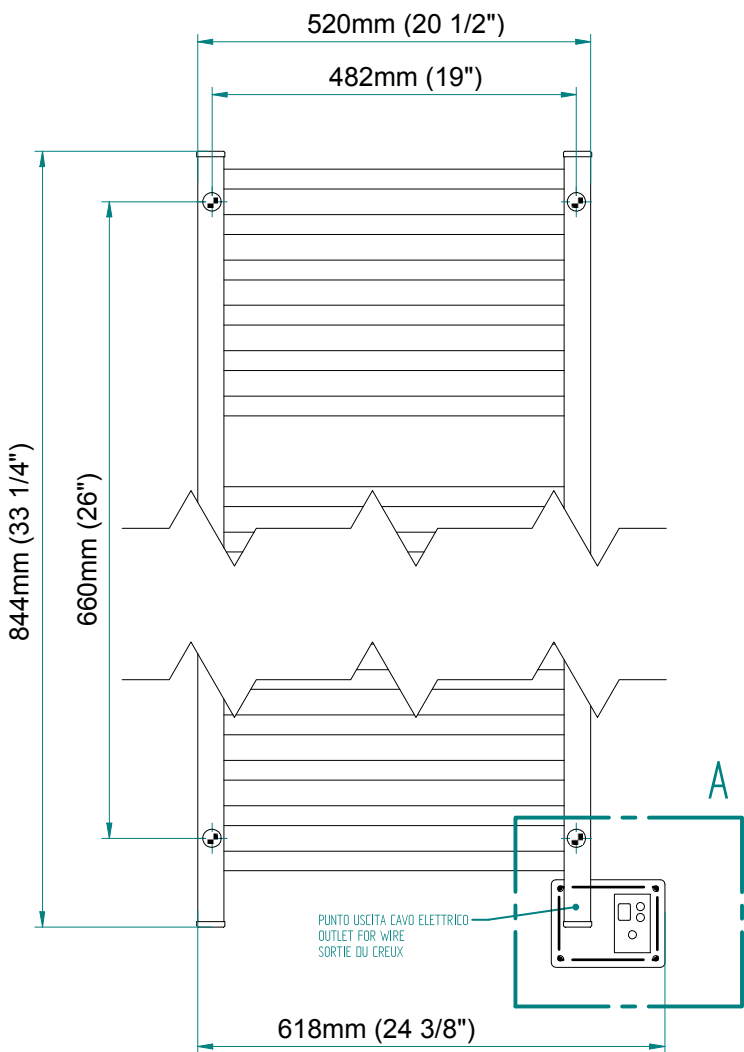 520mm (20 1/2")
482mm (19")
844mm (33 1/4")
660mm (26")
A
PUNTO USCITA CAVO ELETTRICO
OUTLET FOR WIRE
SORTIE DU CREUX
618mm (24 3/8")